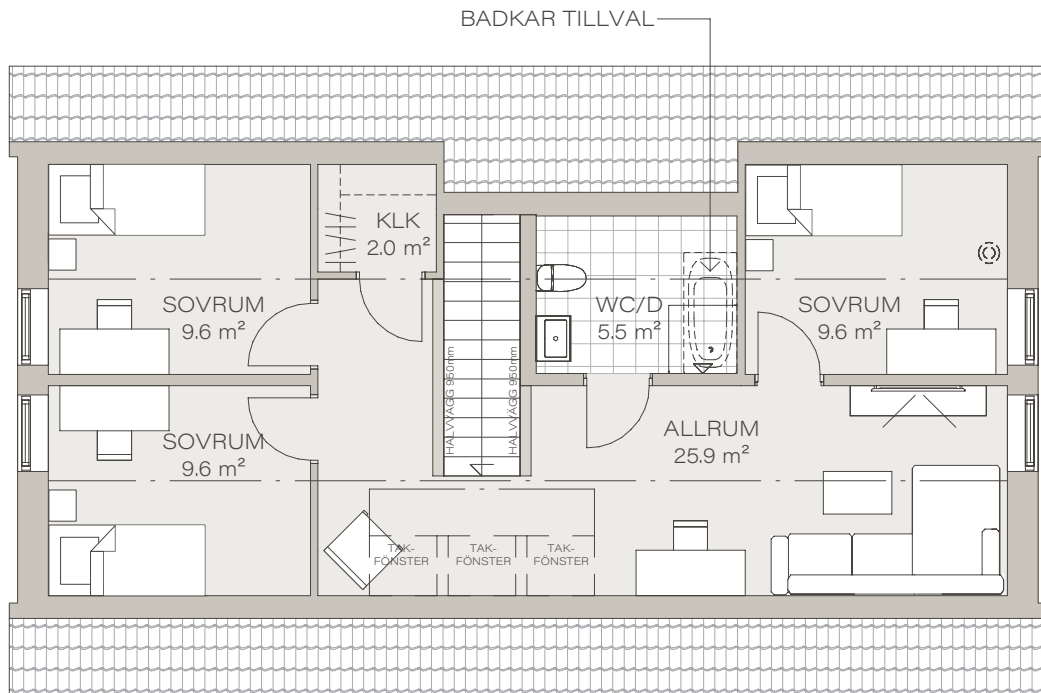 BADKAR TILLVAL
KLK
2.0 m²
SOVRUM
9.6 m²
WC/D
5.5 m²
SOVRUM
9.6 m²
HALVVÄGG 950mm
HALVVÄGG 950mm
SOVRUM
9.6 m²
ALLRUM
25.9 m²
TAK-
FÖNSTER
TAK-
FÖNSTER
TAK-
FÖNSTER